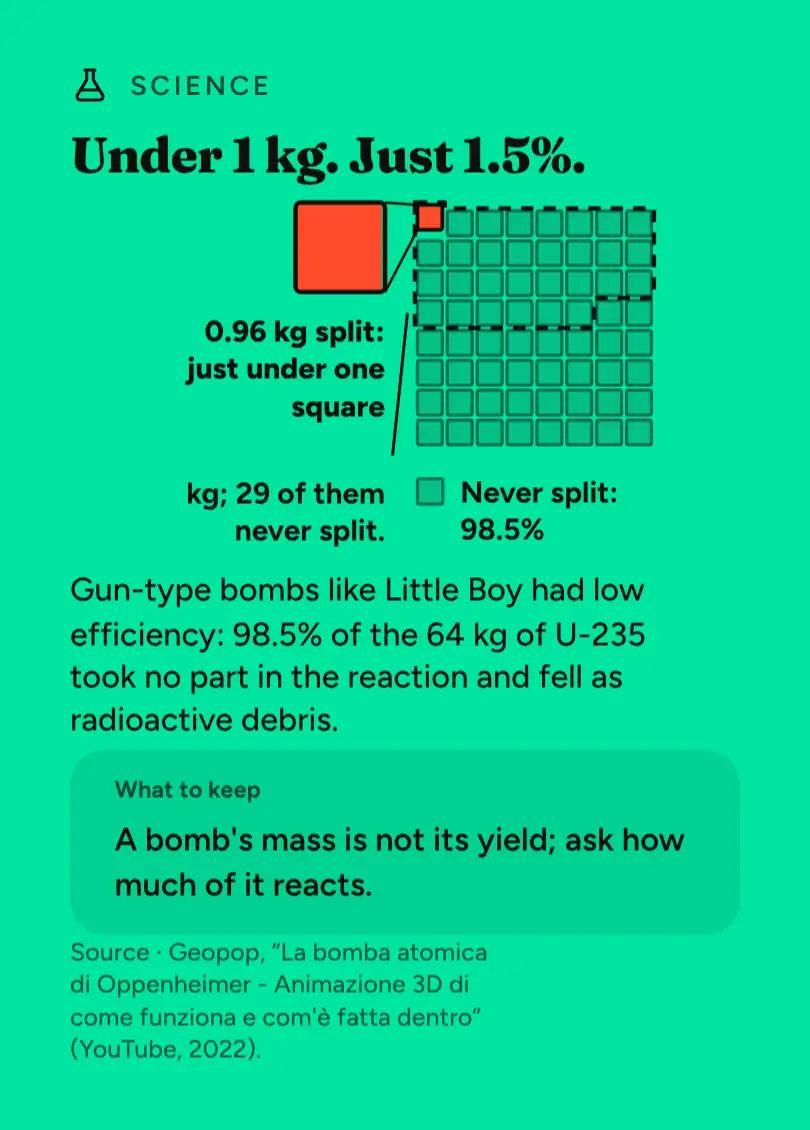 SCIENCE
Under 1 kg. Just 1.5%.
0.96 kg split:
just under one
square
kg; 29 of them
never split.
Never split:
98.5%
Gun-type bombs like Little Boy had low
efficiency: 98.5% of the 64 kg of U-235
took no part in the reaction and fell as
radioactive debris.
What to keep
A bomb's mass is not its yield; ask how
much of it reacts.
Source · Geopop, “La bomba atomica
di Oppenheimer - Animazione 3D di
come funziona e com'è fatta dentro”
(YouTube, 2022).